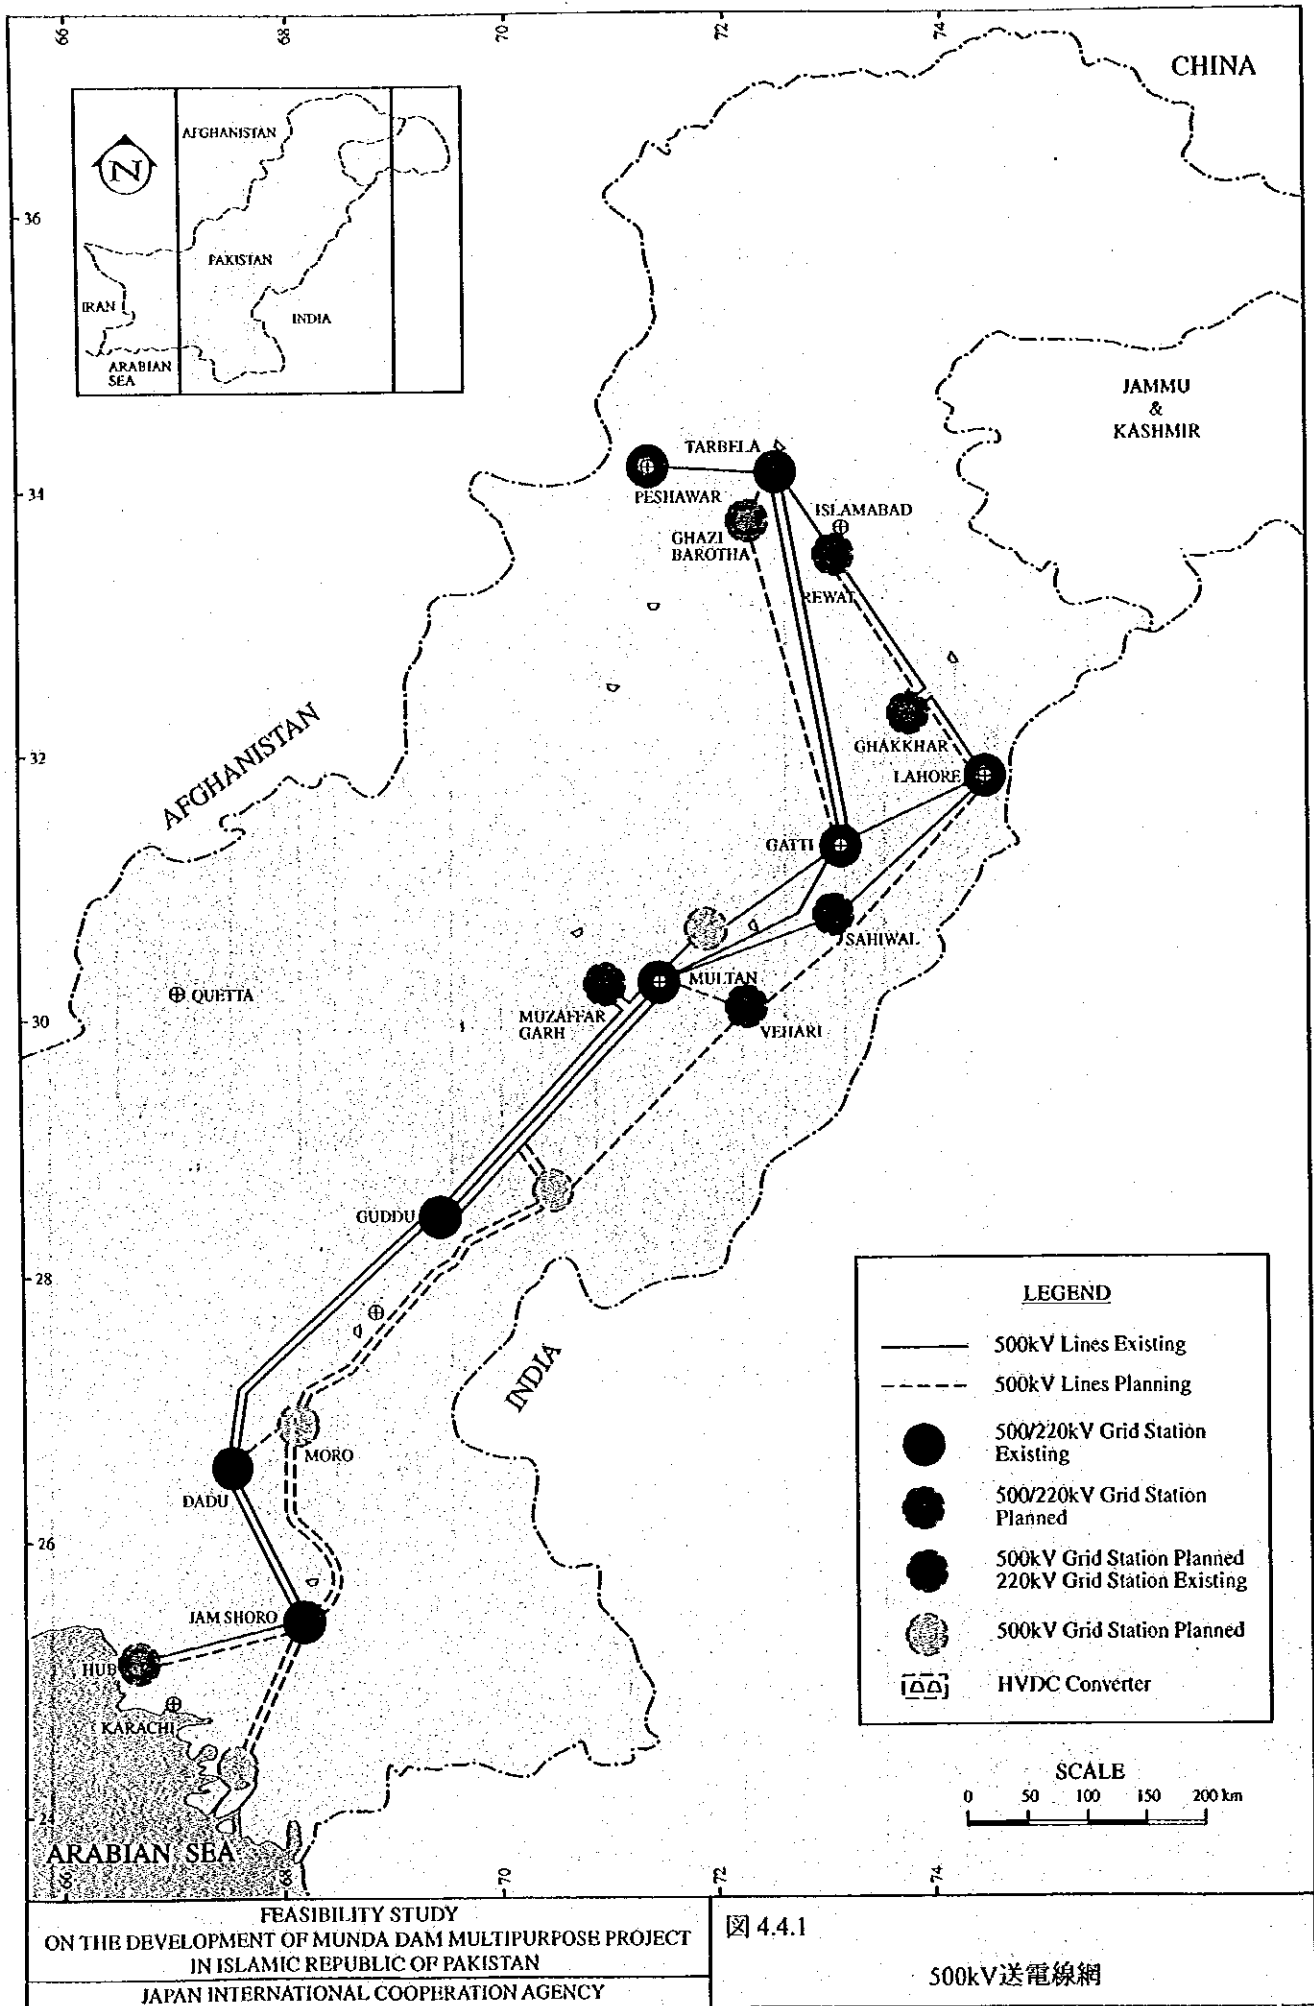 66
68
70
72
74
CHINA
N
AFGHANISTAN
PAKISTAN
IRAN
INDIA
ARABIAN
SEA
36
JAMMU
&
KASHMIR
TARBELA
34
PESHAWAR
ISLAMABAD
GHAZI
BAROTHA
REWAT
AFGHANISTAN
32
GHAKKHAR
LAHORE
GATTI
SAHIWAL
QUETTA
MULTAN
30
MUZAFFAR
GARH
VEHARI
GUDDU
28
INDIA
MORO
DADU
26
JAM SHORO
HUB
KARACHI
24
ARABIAN SEA
LEGEND
500kV Lines Existing
500kV Lines Planning
500/220kV Grid Station
Existing
500/220kV Grid Station
Planned
500kV Grid Station Planned
220kV Grid Station Existing
500kV Grid Station Planned
HVDC Converter
SCALE
0 50 100 150 200 km
66
68
70
72
74
FEASIBILITY STUDY
ON THE DEVELOPMENT OF MUNDA DAM MULTIPURPOSE PROJECT
IN ISLAMIC REPUBLIC OF PAKISTAN
JAPAN INTERNATIONAL COOPERATION AGENCY
図 4.4.1
500kV送電線網